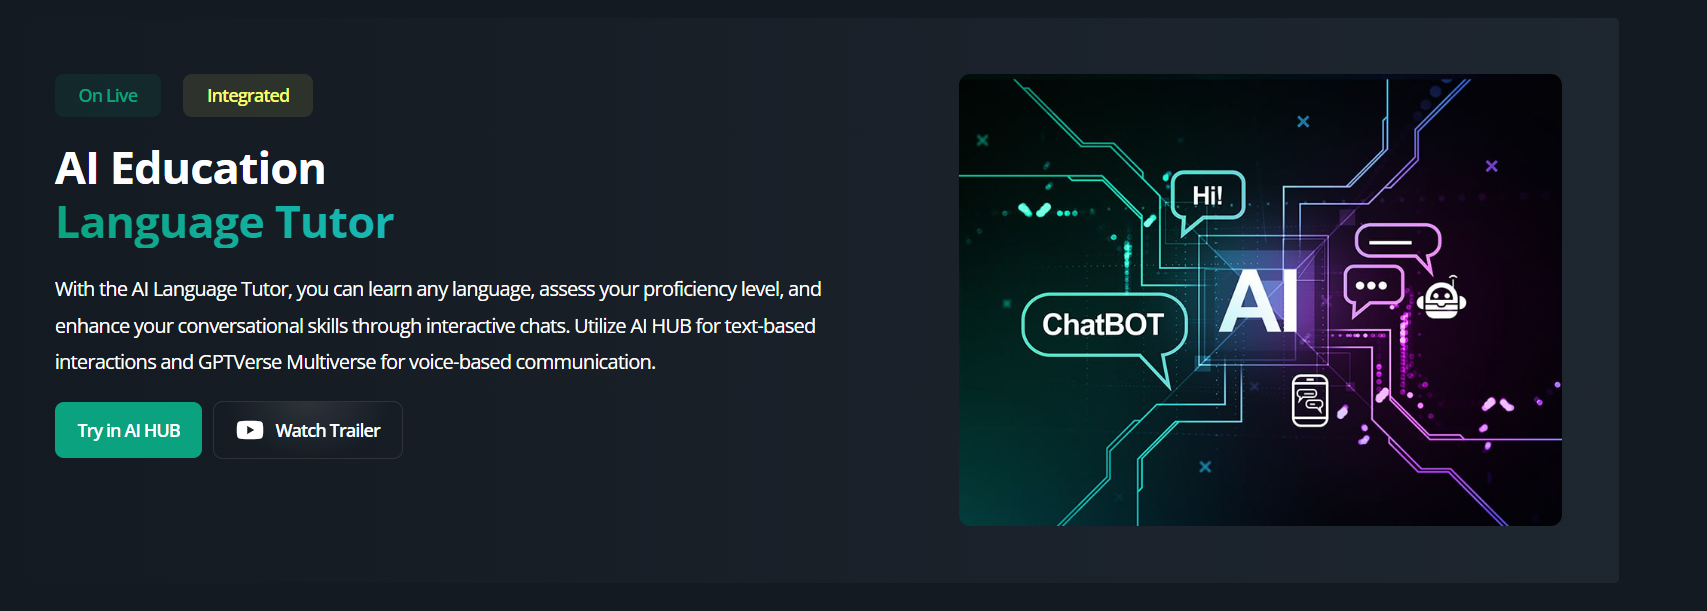 On Live
Integrated
AI Education
Language Tutor
With the AI Language Tutor, you can learn any language, assess your proficiency level, and
enhance your conversational skills through interactive chats. Utilize AI HUB for text-based
interactions and GPTVerse Multiverse for voice-based communication.
Try in AI HUB
Watch Trailer
Hi!
AI
ChatBOT